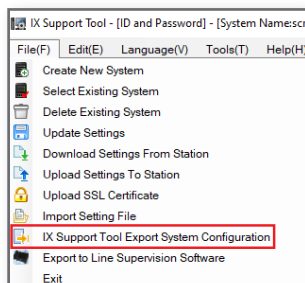 IX Support Tool - [ID and Password] - [System Name:scr
File(F) Edit(E) Language(V) Tools(T) Help(H)
Create New System
Select Existing System
Delete Existing System
Update Settings
Download Settings From Station
Upload Settings To Station
Upload SSL Certificate
Import Setting File
IX Support Tool Export System Configuration
Export to Line Supervision Software
Exit